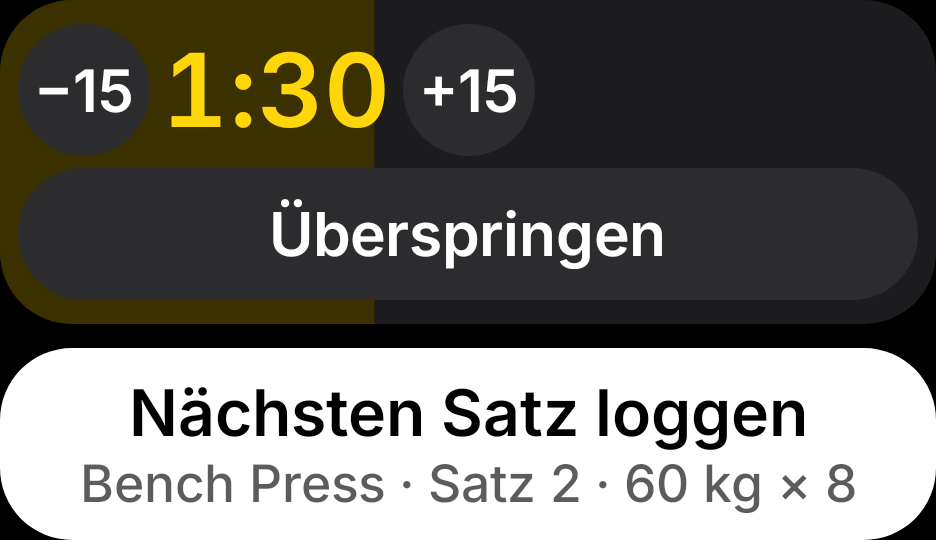 −15 1:30 +15
Überspringen
Nächsten Satz loggen
Bench Press · Satz 2 · 60 kg × 8